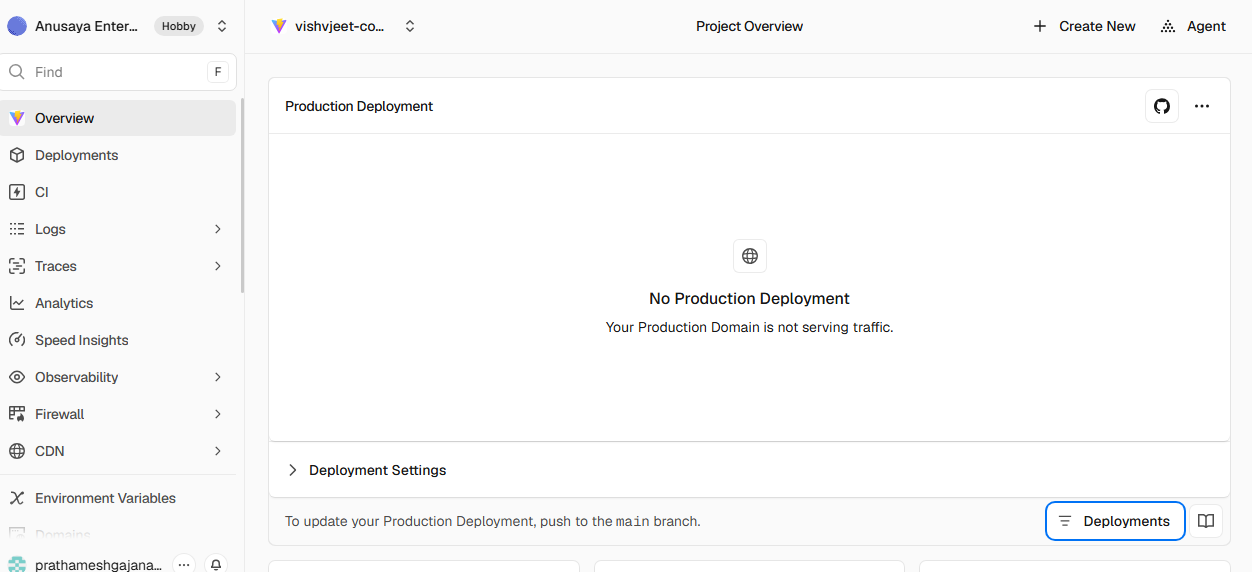 Anusaya Enter... Hobby
vishvjeet-co...
Project Overview
Create New
Agent
Find F
Overview
Deployments
CI
Logs
Traces
Analytics
Speed Insights
Observability
Firewall
CDN
Environment Variables
Domains
prathameshgajana...
Production Deployment
No Production Deployment
Your Production Domain is not serving traffic.
Deployment Settings
To update your Production Deployment, push to the main branch.
Deployments